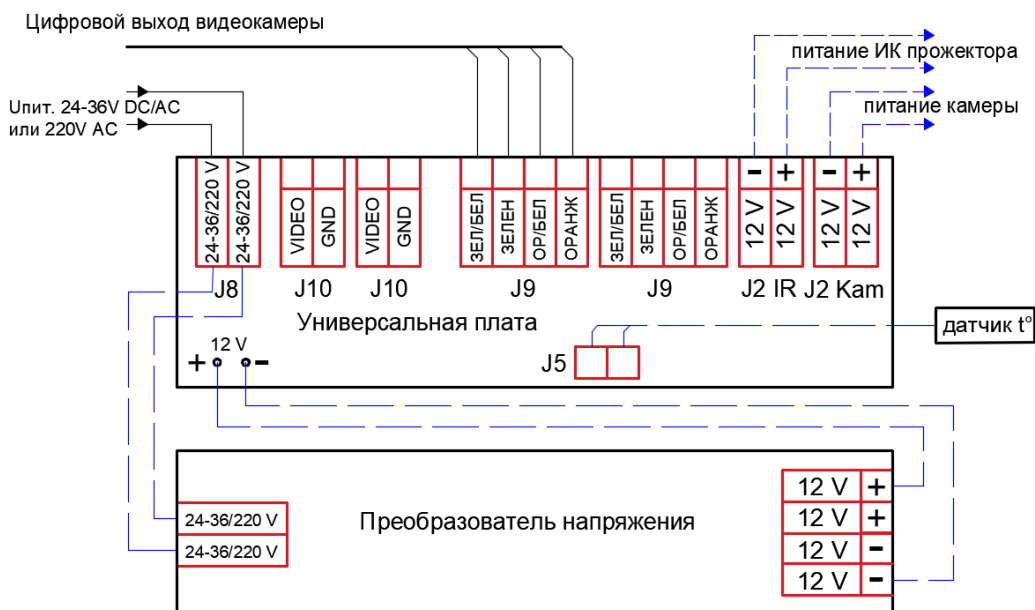 Цифровой выход видеокамеры
питание ИК прожектора
Uпит. 24-36V DC/AC
или 220V AC
питание камеры
24-36/220 V
24-36/220 V
VIDEO
GND
VIDEO
GND
ЗЕЛ/БЕЛ
ЗЕЛЕН
ОР/БЕЛ
ОРАНЖ
ЗЕЛ/БЕЛ
ЗЕЛЕН
ОР/БЕЛ
ОРАНЖ
12 V -
12 V +
12 V -
12 V +
J8 J10 J10 J9 J9 J2 IR J2 Kam
Универсальная плата
датчик t°
+ 12 V -
J5
12 V +
12 V +
12 V -
12 V -
24-36/220 V
24-36/220 V
Преобразователь напряжения